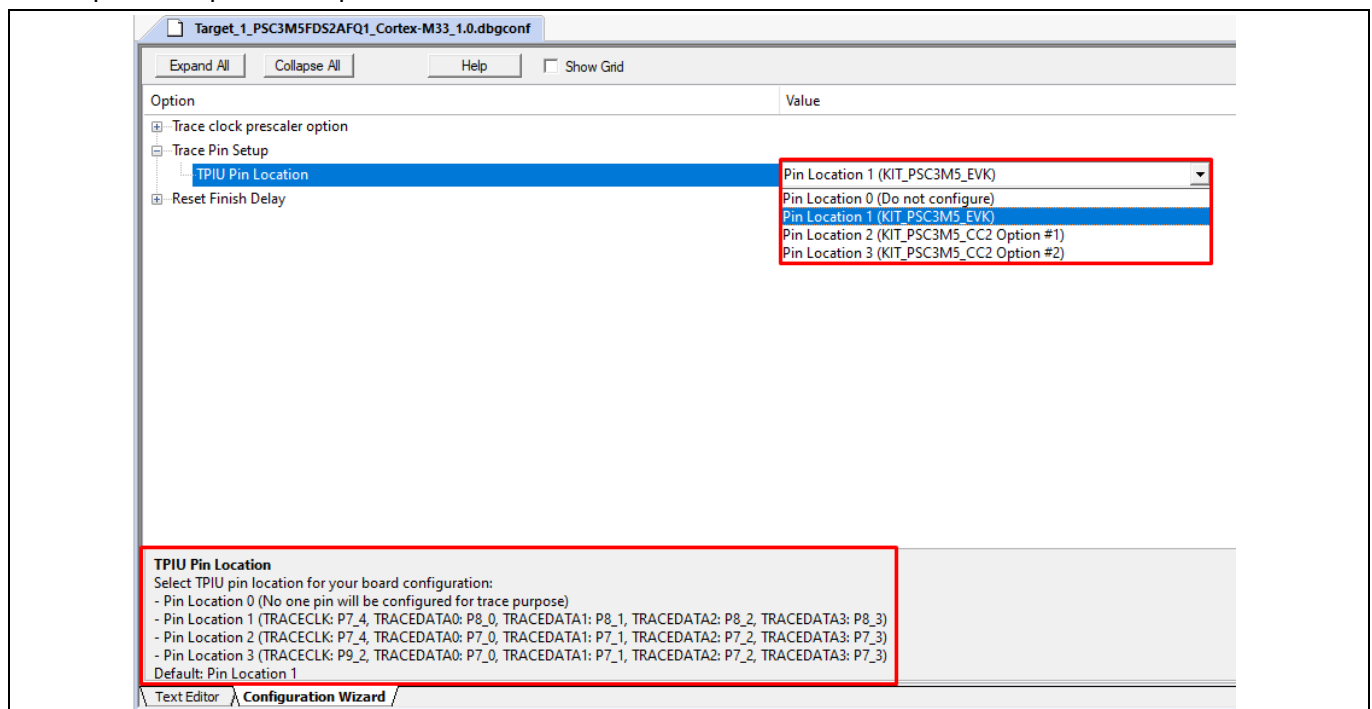 Target_1_PSC3M5FDS2AFQ1_Cortex-M33_1.0.dbgconf
Expand All Collapse All Help Show Grid
Option Value
Trace clock prescaler option
Trace Pin Setup
TPIU Pin Location Pin Location 1 (KIT_PSC3M5_EVK)
Reset Finish Delay Pin Location 0 (Do not configure)
Pin Location 1 (KIT_PSC3M5_EVK)
Pin Location 2 (KIT_PSC3M5_CC2 Option #1)
Pin Location 3 (KIT_PSC3M5_CC2 Option #2)
TPIU Pin Location
Select TPIU pin location for your board configuration:
- Pin Location 0 (No one pin will be configured for trace purpose)
- Pin Location 1 (TRACECLK: P7_4, TRACEDATA0: P8_0, TRACEDATA1: P8_1, TRACEDATA2: P8_2, TRACEDATA3: P8_3)
- Pin Location 2 (TRACECLK: P7_4, TRACEDATA0: P7_0, TRACEDATA1: P7_1, TRACEDATA2: P7_2, TRACEDATA3: P7_3)
- Pin Location 3 (TRACECLK: P9_2, TRACEDATA0: P7_0, TRACEDATA1: P7_1, TRACEDATA2: P7_2, TRACEDATA3: P7_3)
Default: Pin Location 1
Text Editor Configuration Wizard